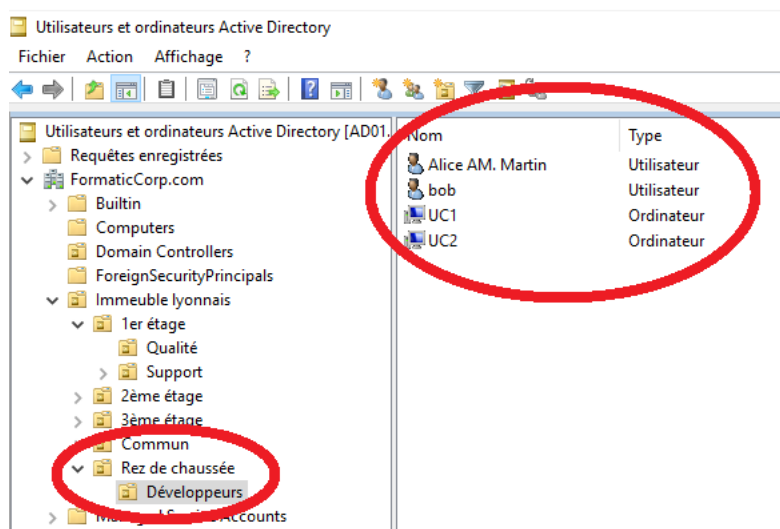 Utilisateurs et ordinateurs Active Directory
Fichier Action Affichage ?
Utilisateurs et ordinateurs Active Directory [AD01.
Requêtes enregistrées
FormaticCorp.com
Builtin
Computers
Domain Controllers
ForeignSecurityPrincipals
Immeuble lyonnais
1er étage
Qualité
Support
2ème étage
3ème étage
Commun
Rez de chaussée
Développeurs
Managed Service Accounts
Nom Type
Alice AM. Martin Utilisateur
bob Utilisateur
UC1 Ordinateur
UC2 Ordinateur